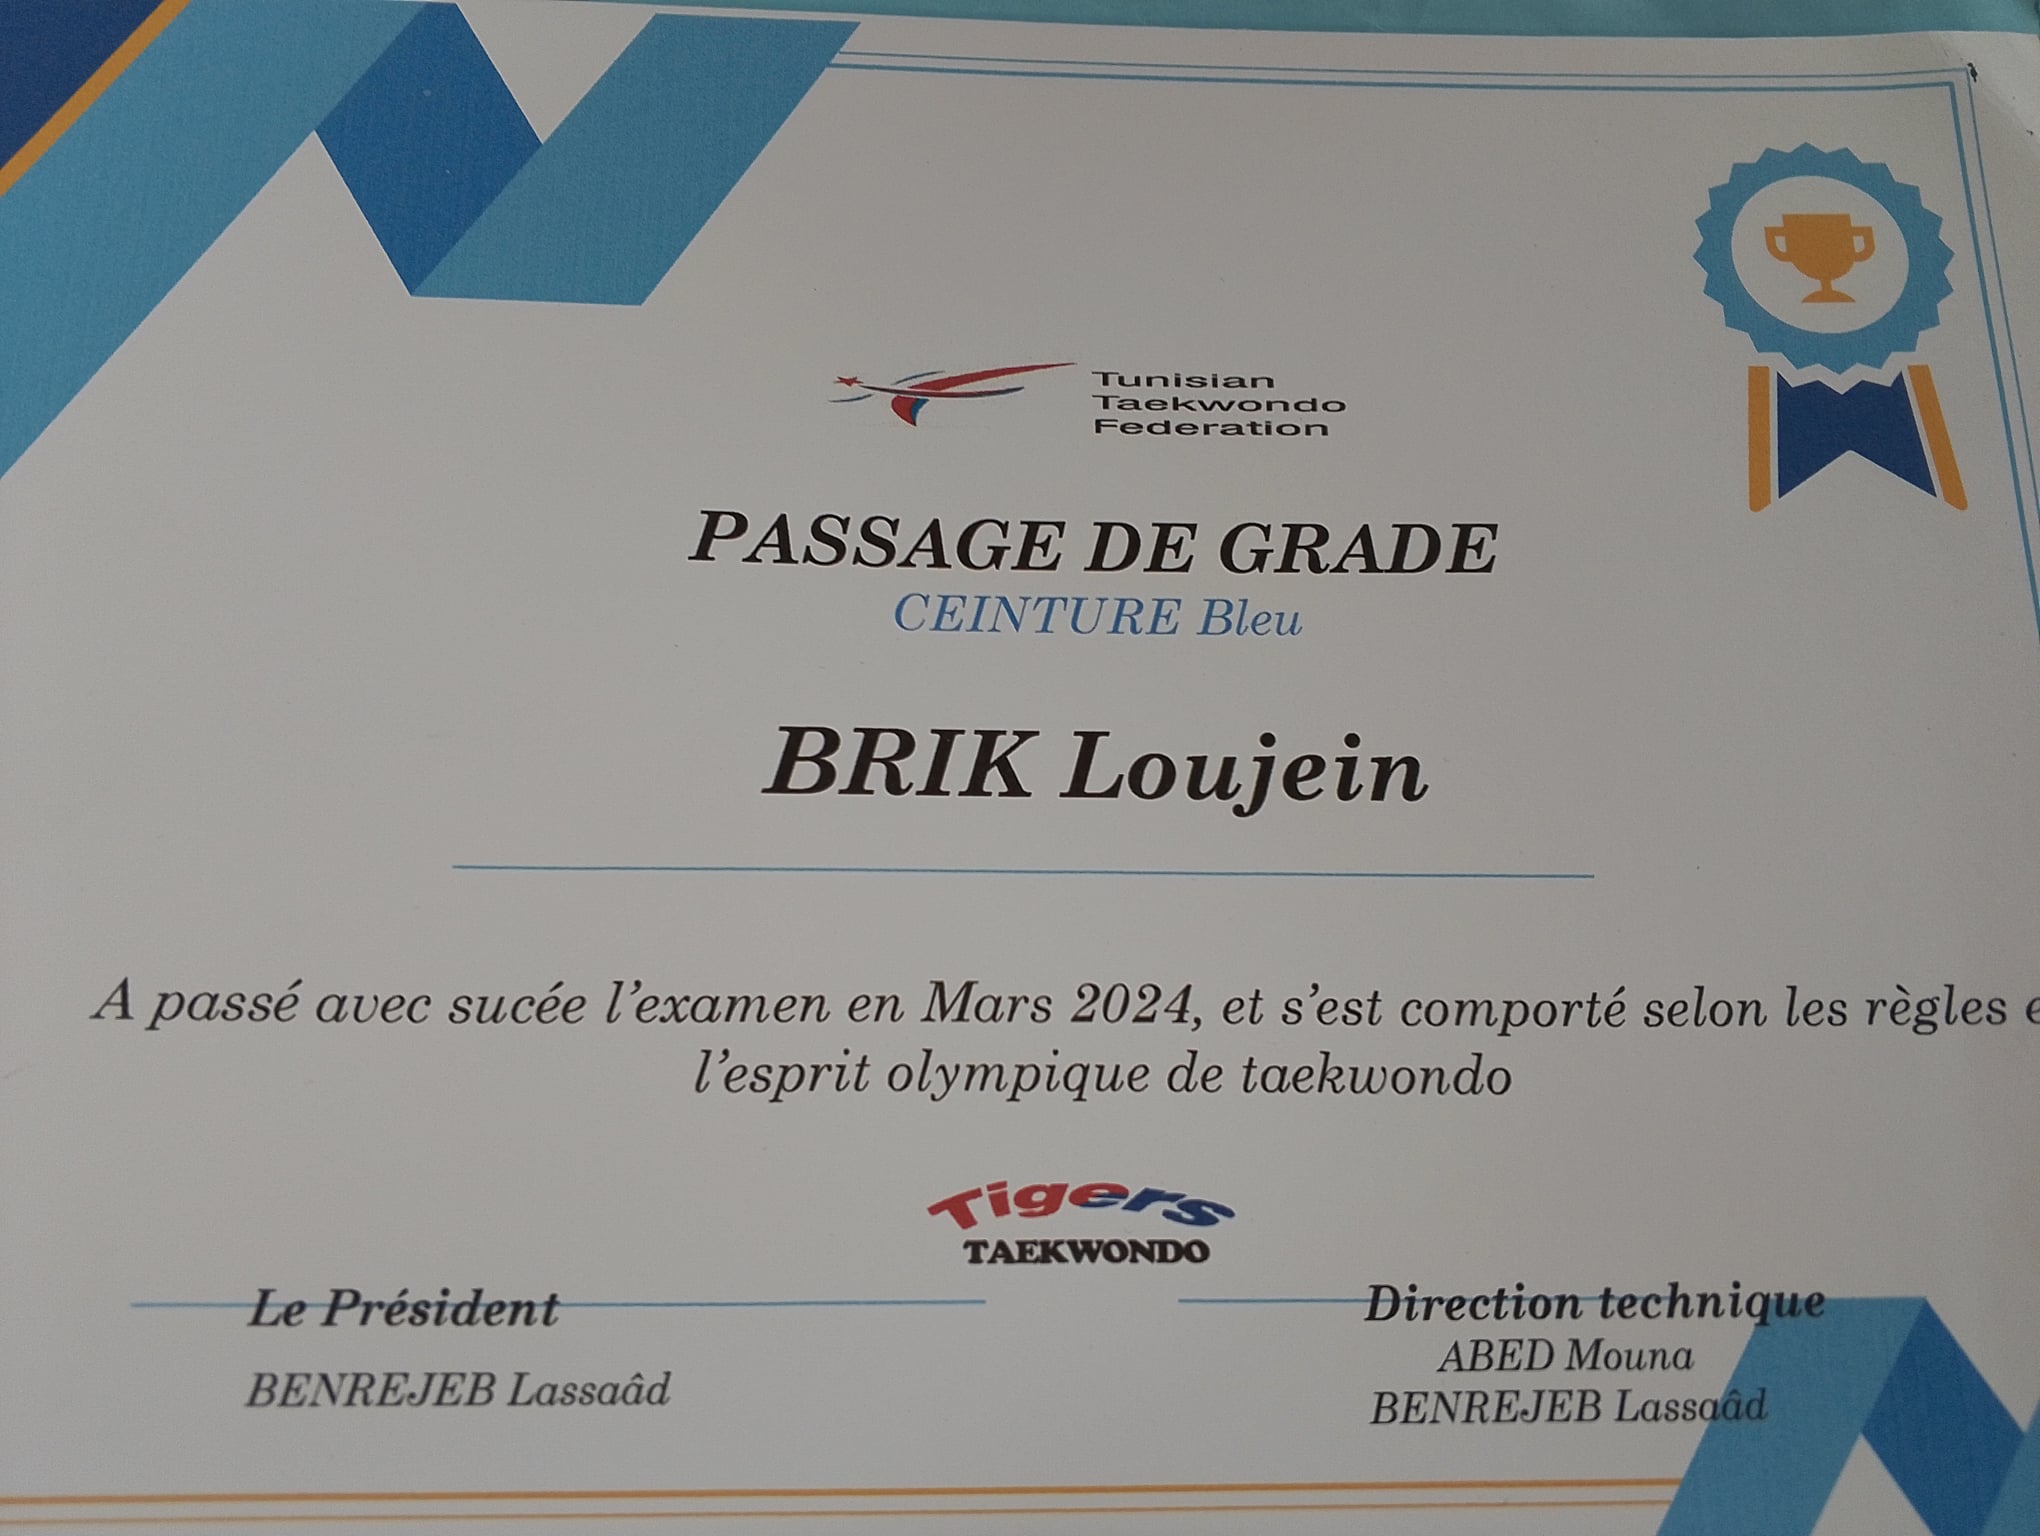 Tunisian
Taekwondo
Federation
PASSAGE DE GRADE
CEINTURE Bleu
BRIK Loujein
A passé avec sucée l'examen en Mars 2024, et s'est comporté selon les règles
l'esprit olympique de taekwondo
Tigers
TAEKWONDO
Le Président
BENREJEB Lassaâd
Direction technique
ABED Mouna
BENREJEB Lassaâd